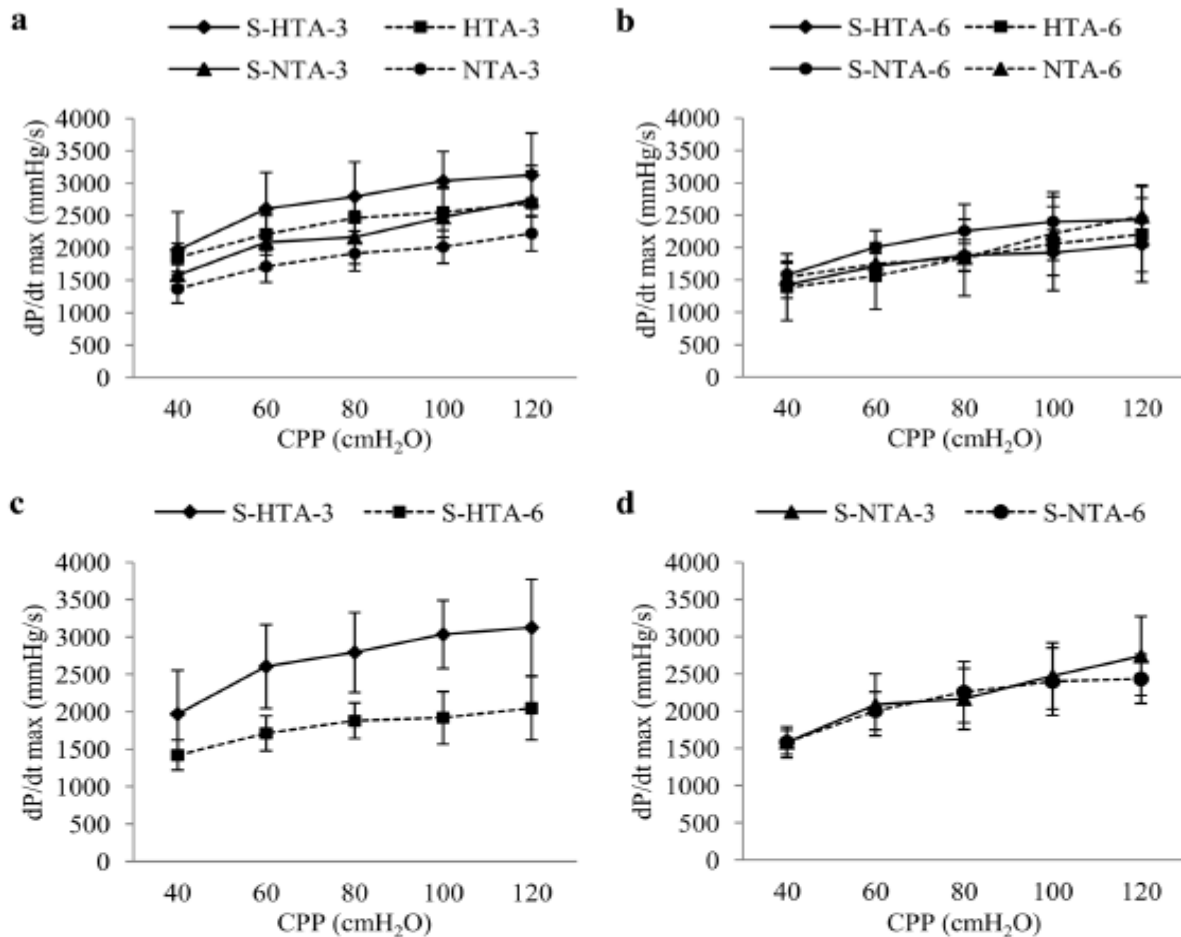 a
S-HTA-3 HTA-3
S-NTA-3 NTA-3
dP/dt max (mmHg/s)
4000
3500
3000
2500
2000
1500
1000
500
0
40 60 80 100 120
CPP (cmH₂O)
b
S-HTA-6 HTA-6
S-NTA-6 NTA-6
dP/dt max (mmHg/s)
4000
3500
3000
2500
2000
1500
1000
500
0
40 60 80 100 120
CPP (cmH₂O)
c
S-HTA-3 S-HTA-6
dP/dt max (mmHg/s)
4000
3500
3000
2500
2000
1500
1000
500
0
40 60 80 100 120
CPP (cmH₂O)
d
S-NTA-3 S-NTA-6
dP/dt max (mmHg/s)
4000
3500
3000
2500
2000
1500
1000
500
0
40 60 80 100 120
CPP (cmH₂O)